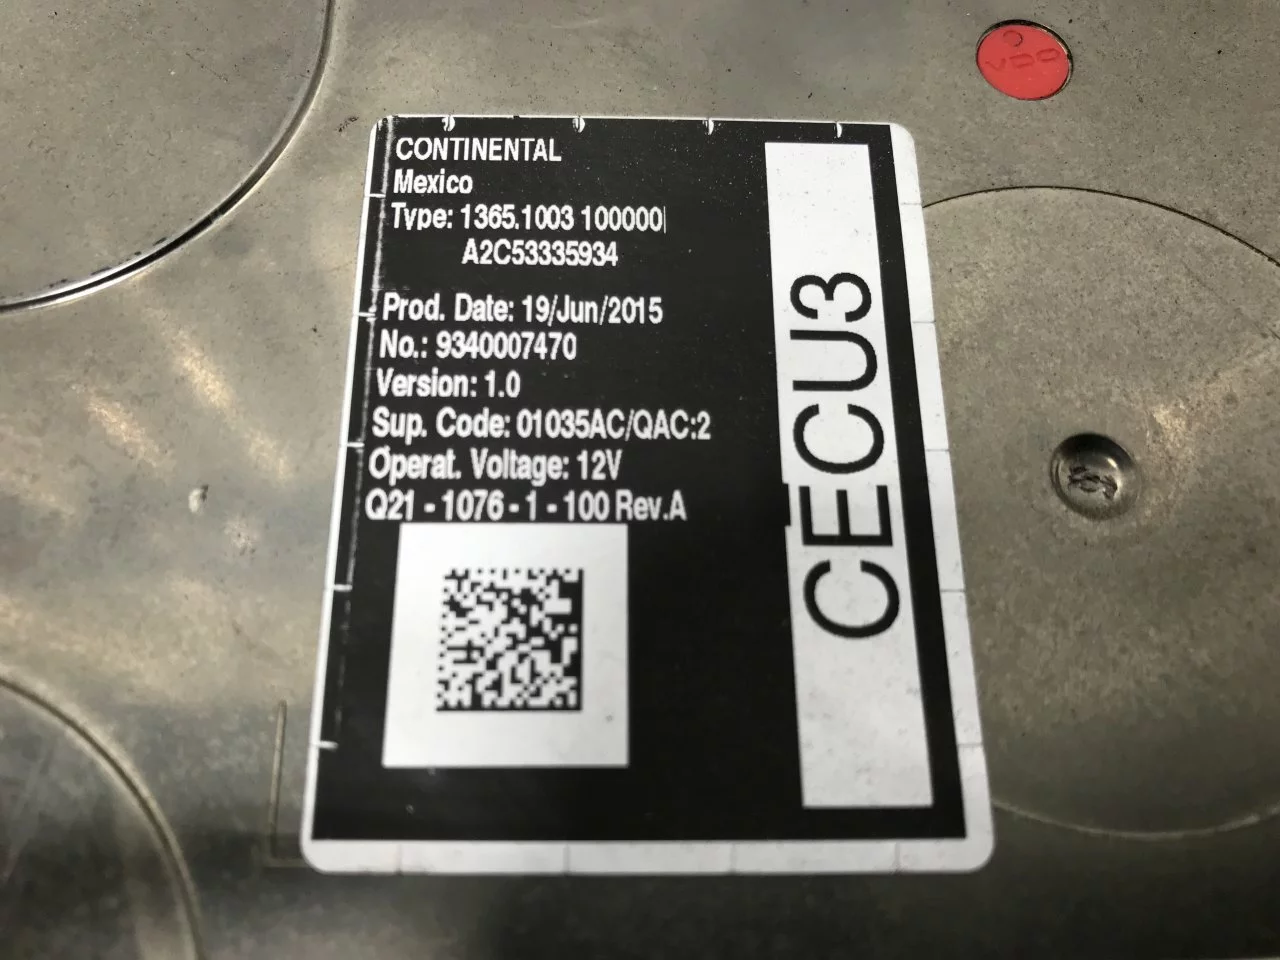 VDO
CONTINENTAL
Mexico
Type: 1365.1003 100000
A2C53335934
Prod. Date: 19/Jun/2015
No.: 9340007470
Version: 1.0
Sup. Code: 01035AC/QAC:2
Operat. Voltage: 12V
Q21 - 1076 - 1 - 100 Rev.A
CECU3